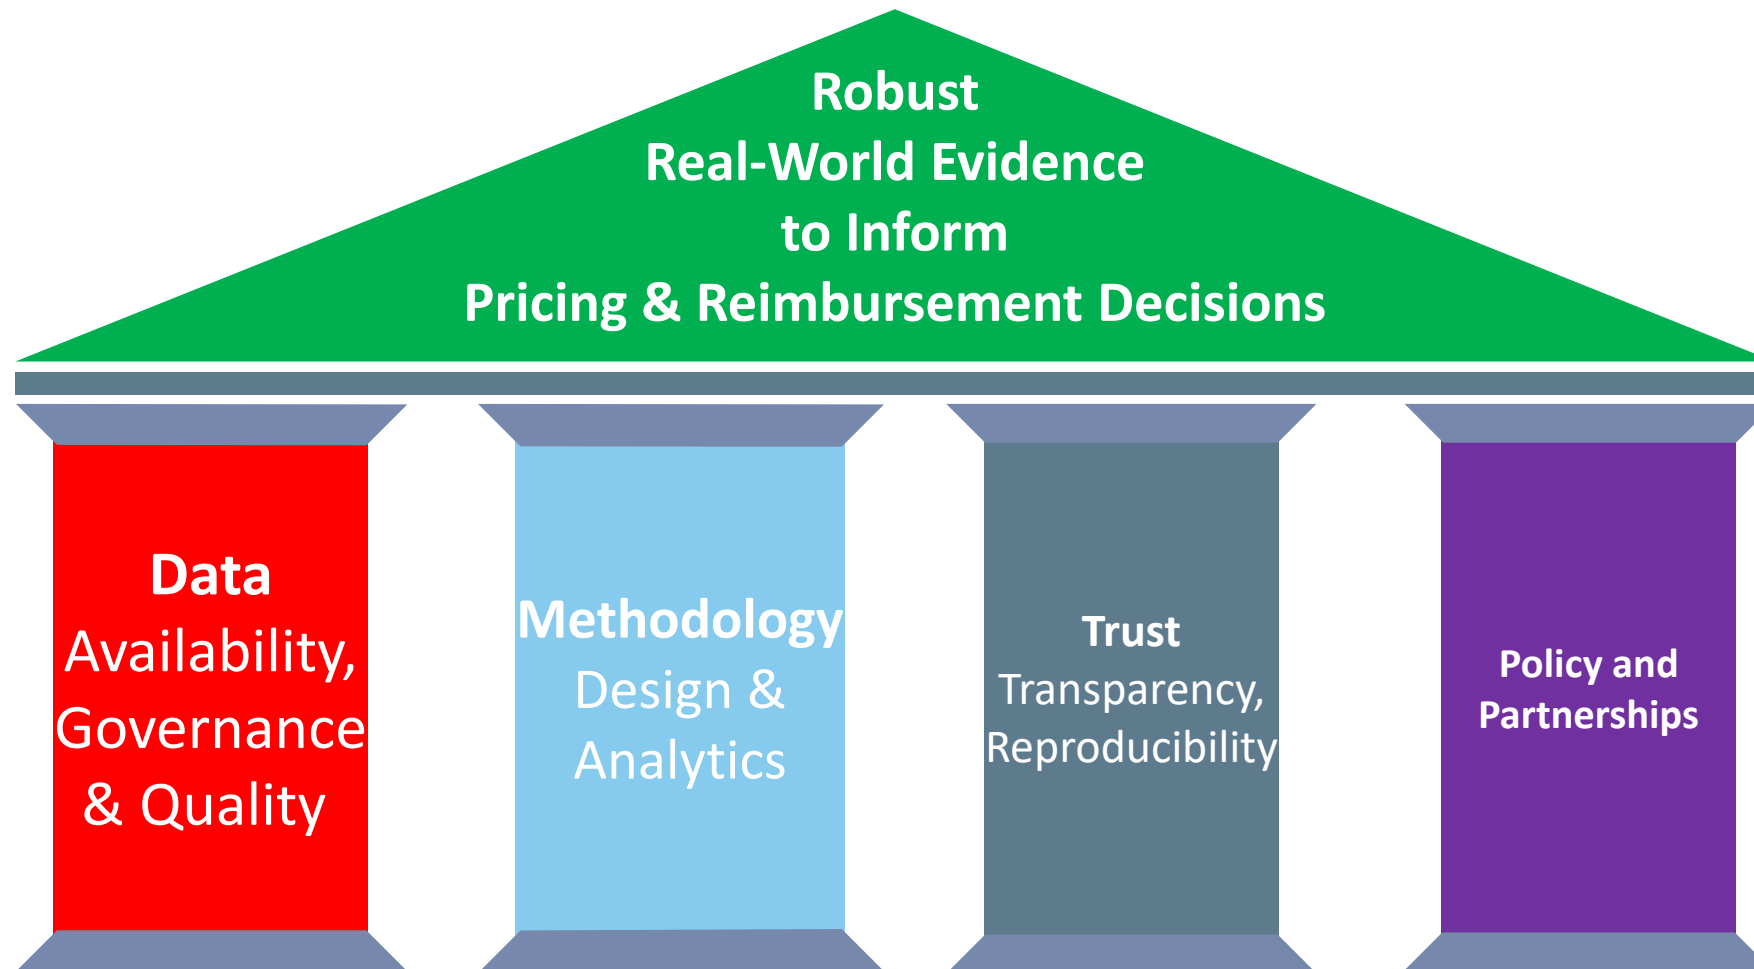 Robust
Real-World Evidence
to Inform
Pricing & Reimbursement Decisions
Data
Availability,
Governance
& Quality
Methodology
Design &
Analytics
Trust
Transparency,
Reproducibility
Policy and
Partnerships